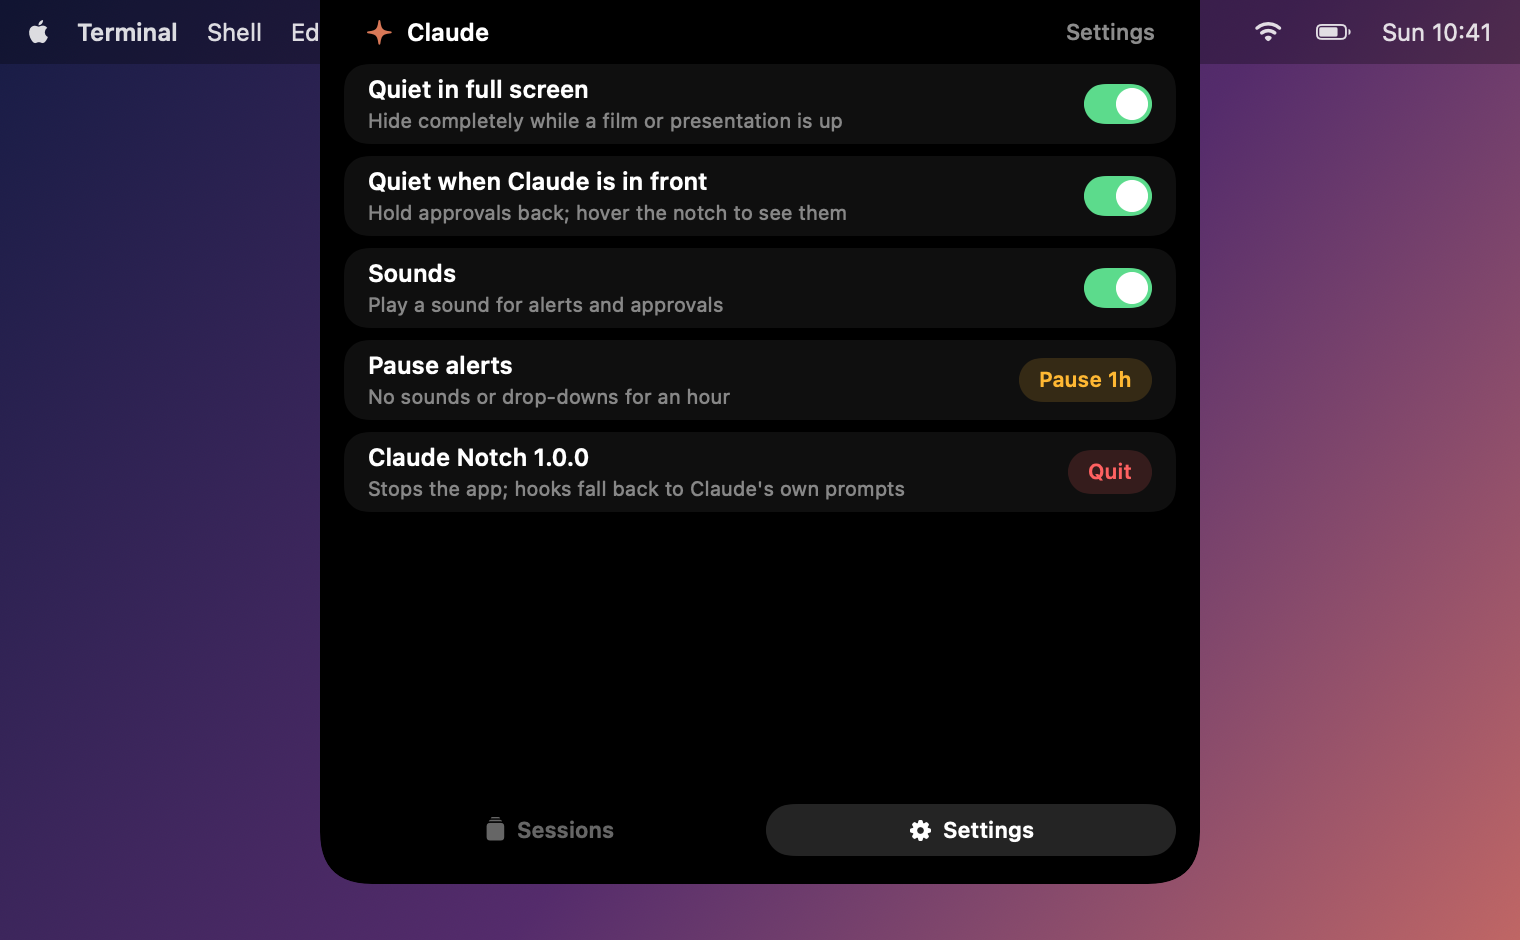 Terminal Shell Ed
Claude
Settings
Sun 10:41
Quiet in full screen
Hide completely while a film or presentation is up
Quiet when Claude is in front
Hold approvals back; hover the notch to see them
Sounds
Play a sound for alerts and approvals
Pause alerts
No sounds or drop-downs for an hour
Pause 1h
Claude Notch 1.0.0
Stops the app; hooks fall back to Claude's own prompts
Quit
Sessions
Settings